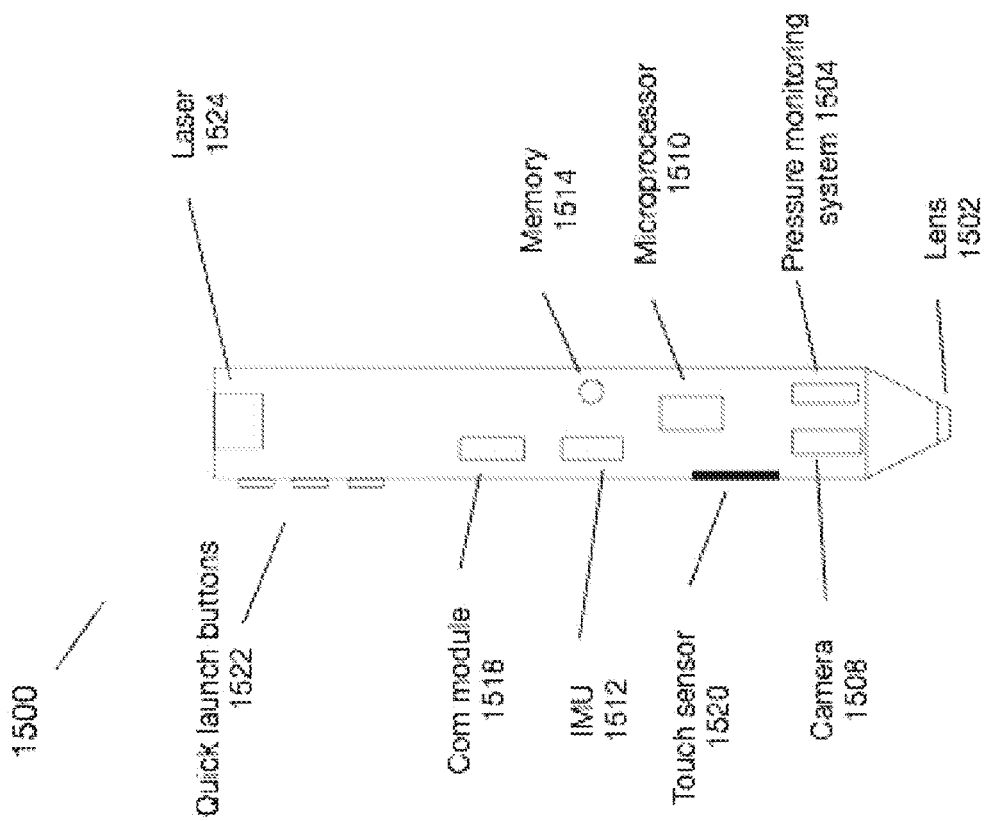 1500
Quick launch buttons
1522
Laser
1524
Com module
1518
Memory
1514
IMU
1512
Microprocessor
1510
Touch sensor
1520
Pressure monitoring
system 1504
Camera
1508
Lens
1502